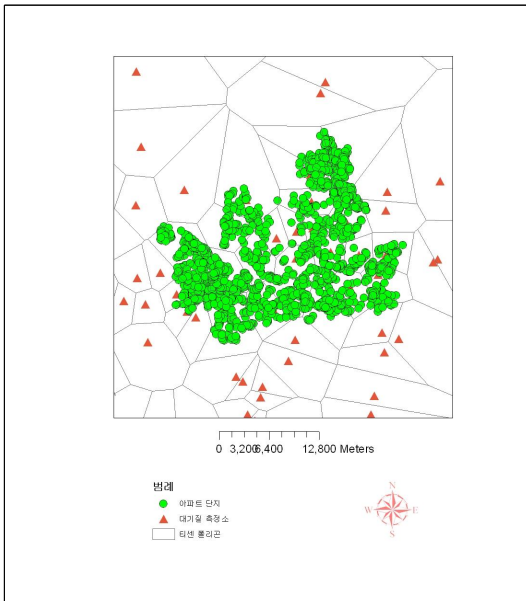 0 3,200 6,400 12,800 Meters
범례
아파트 단지
대기질 측정소
티센 폴리곤
N
W E
S